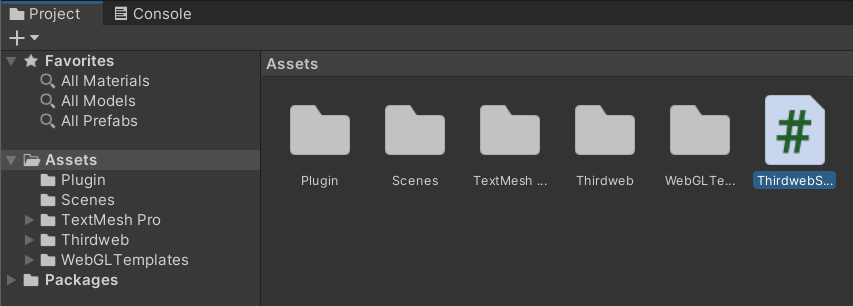 Project
Console
Favorites
All Materials
All Models
All Prefabs
Assets
Plugin
Scenes
TextMesh Pro
Thirdweb
WebGLTemplates
Packages
Assets
Plugin
Scenes
TextMesh ...
Thirdweb
WebGLTe...
ThirdwebS...